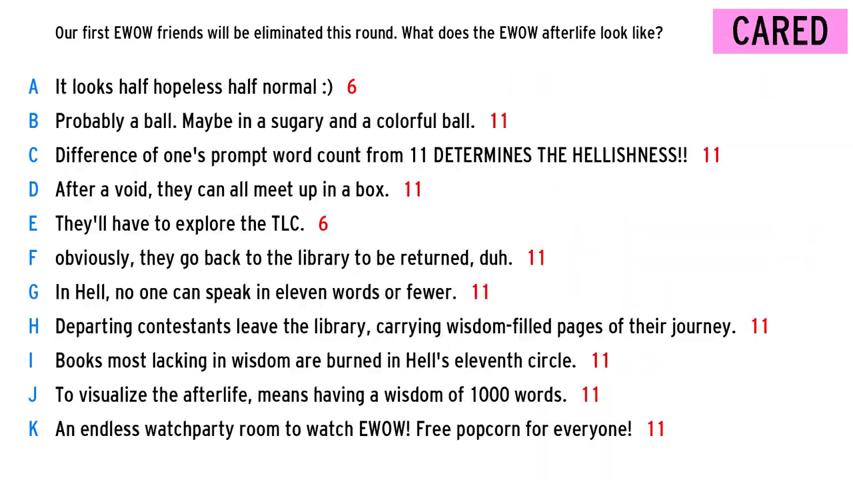 Our first EWOW friends will be eliminated this round. What does the EWOW afterlife look like?
CARED
A It looks half hopeless half normal :) 6
B Probably a ball. Maybe in a sugary and a colorful ball. 11
C Difference of one's prompt word count from 11 DETERMINES THE HELLISHNESS!! 11
D After a void, they can all meet up in a box. 11
E They'll have to explore the TLC. 6
F obviously, they go back to the library to be returned, duh. 11
G In Hell, no one can speak in eleven words or fewer. 11
H Departing contestants leave the library, carrying wisdom-filled pages of their journey. 11
I Books most lacking in wisdom are burned in Hell's eleventh circle. 11
J To visualize the afterlife, means having a wisdom of 1000 words. 11
K An endless watchparty room to watch EWOW! Free popcorn for everyone! 11